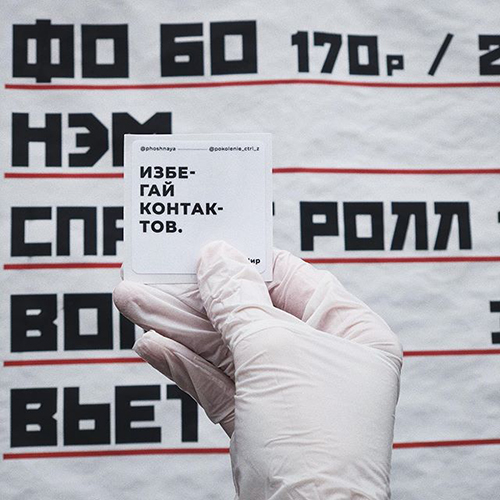 ФО БО 170р /
НЭМ
@phoshnaya @pokolenie_ctrl_z
ИЗБЕ-
ГАЙ
КОНТАК-
ТОВ.
РОЛЛ
ВЬЕТ